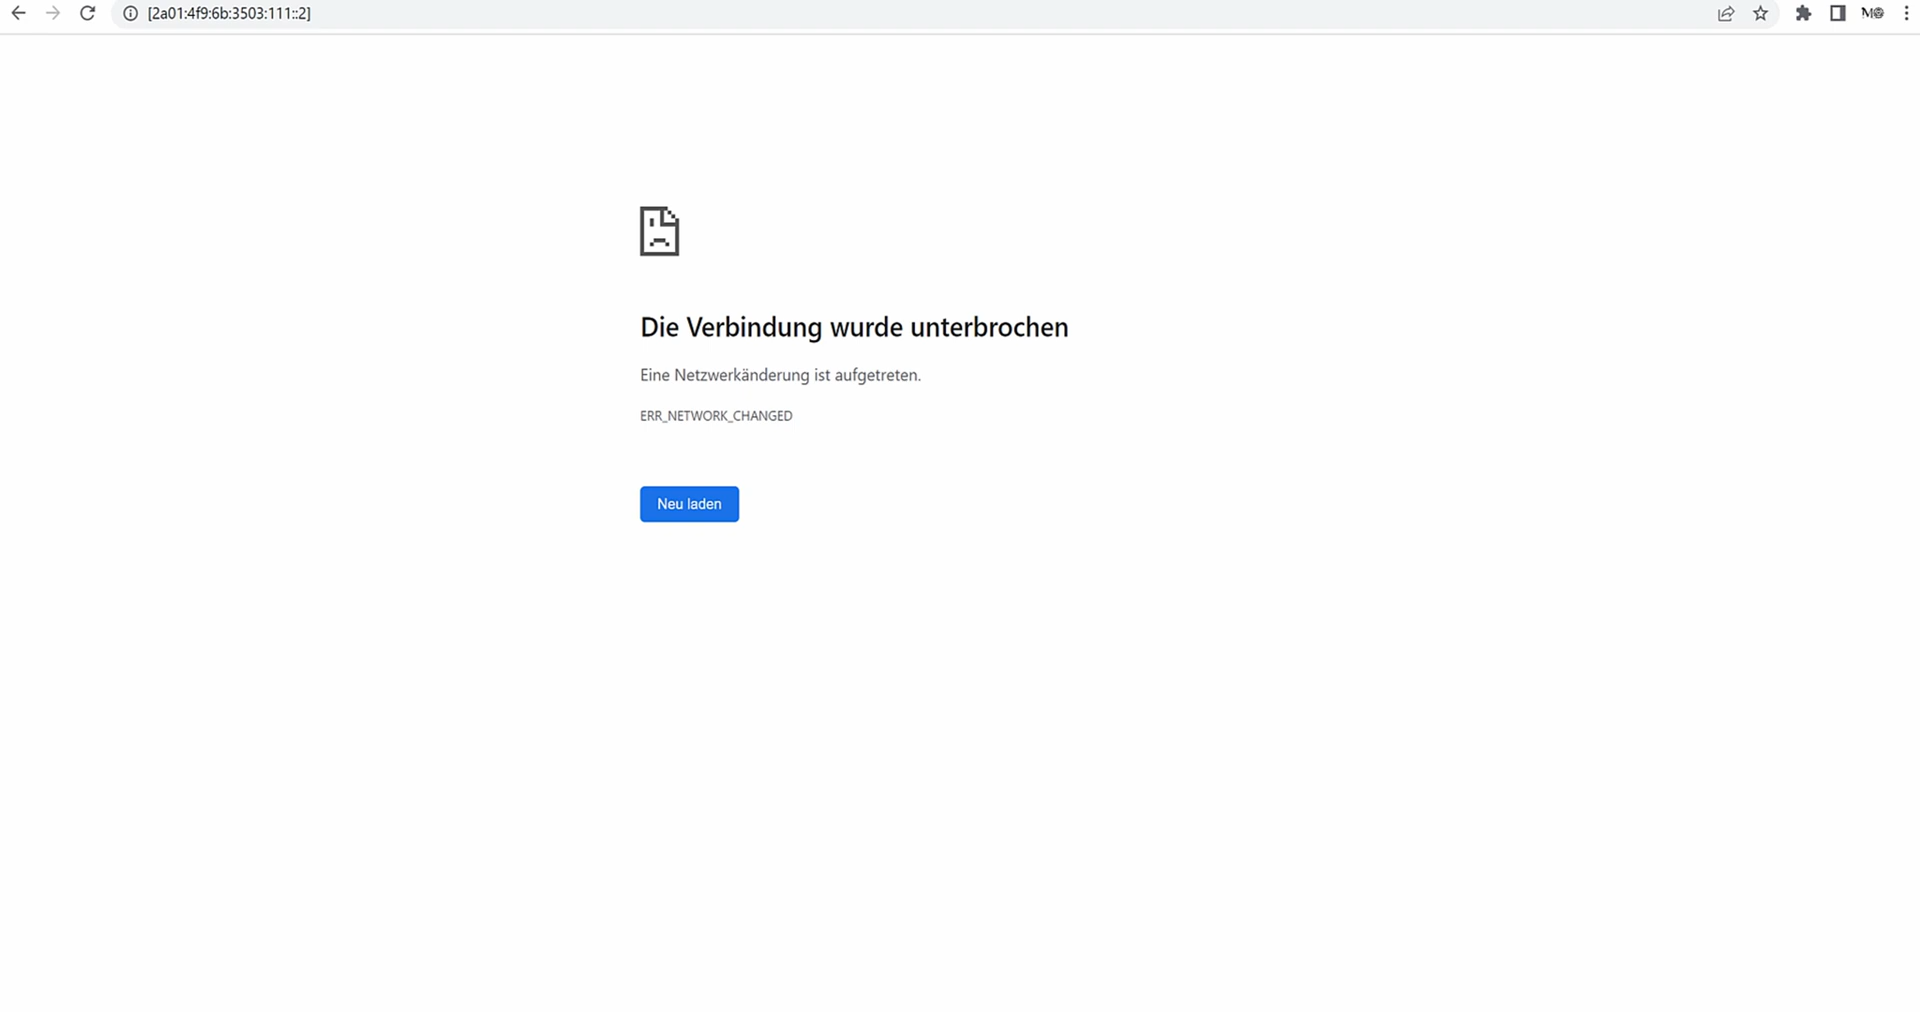 [2a01:4f9:6b:3503:111::2]
Die Verbindung wurde unterbrochen
Eine Netzwerkänderung ist aufgetreten.
ERR_NETWORK_CHANGED
Neu laden